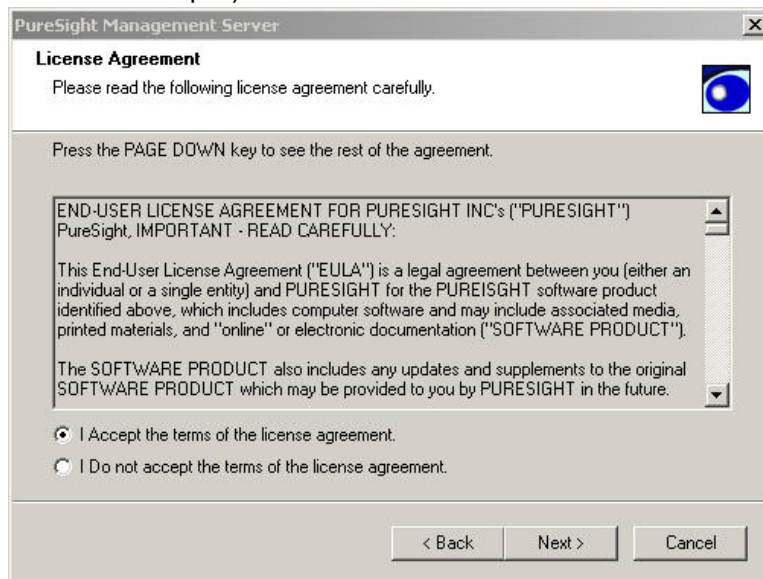 PureSight Management Server
License Agreement
Please read the following license agreement carefully.
Press the PAGE DOWN key to see the rest of the agreement.
END-USER LICENSE AGREEMENT FOR PURESIGHT INC's ("PURESIGHT")
PureSight, IMPORTANT - READ CAREFULLY:
This End-User License Agreement ("EULA") is a legal agreement between you (either an
individual or a single entity) and PURESIGHT for the PUREISGHT software product
identified above, which includes computer software and may include associated media,
printed materials, and "online" or electronic documentation ("SOFTWARE PRODUCT").
The SOFTWARE PRODUCT also includes any updates and supplements to the original
SOFTWARE PRODUCT which may be provided to you by PURESIGHT in the future.
I Accept the terms of the license agreement.
I Do not accept the terms of the license agreement.
< Back
Next >
Cancel